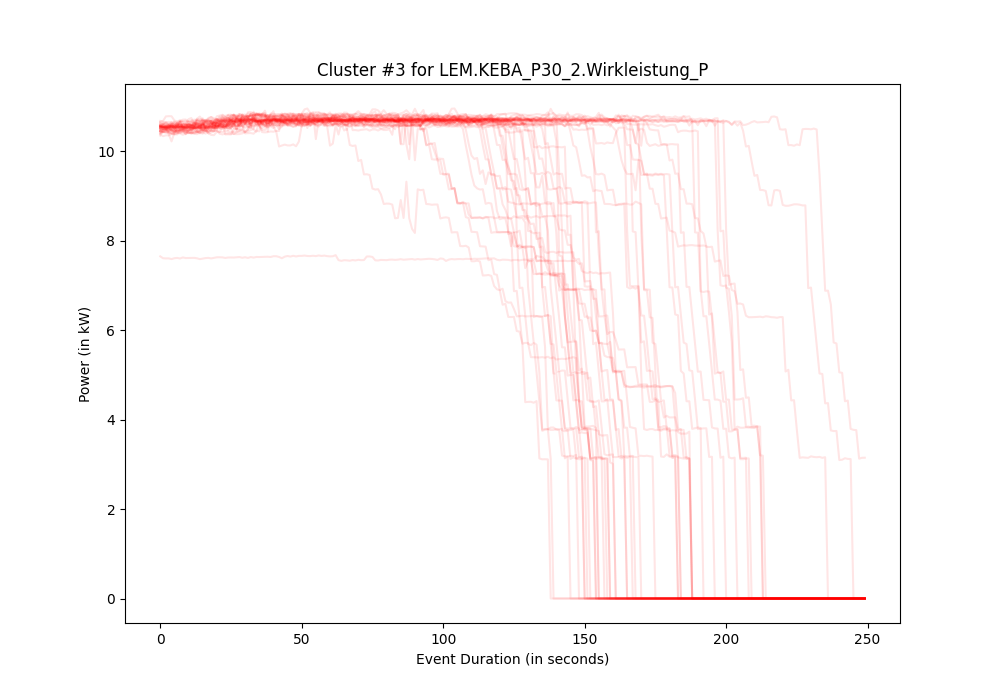 Cluster #3 for LEM.KEBA_P30_2.Wirkleistung_P
Power (in kW)
10
8
6
4
2
0
0 50 100 150 200 250
Event Duration (in seconds)